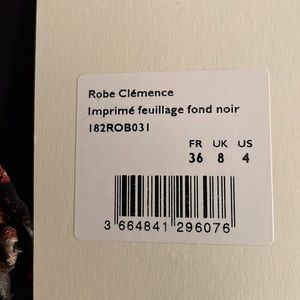 Robe Clémence
Imprimé feuillage fond noir
182ROB031
FR UK US
36 8 4
3 664841 296076